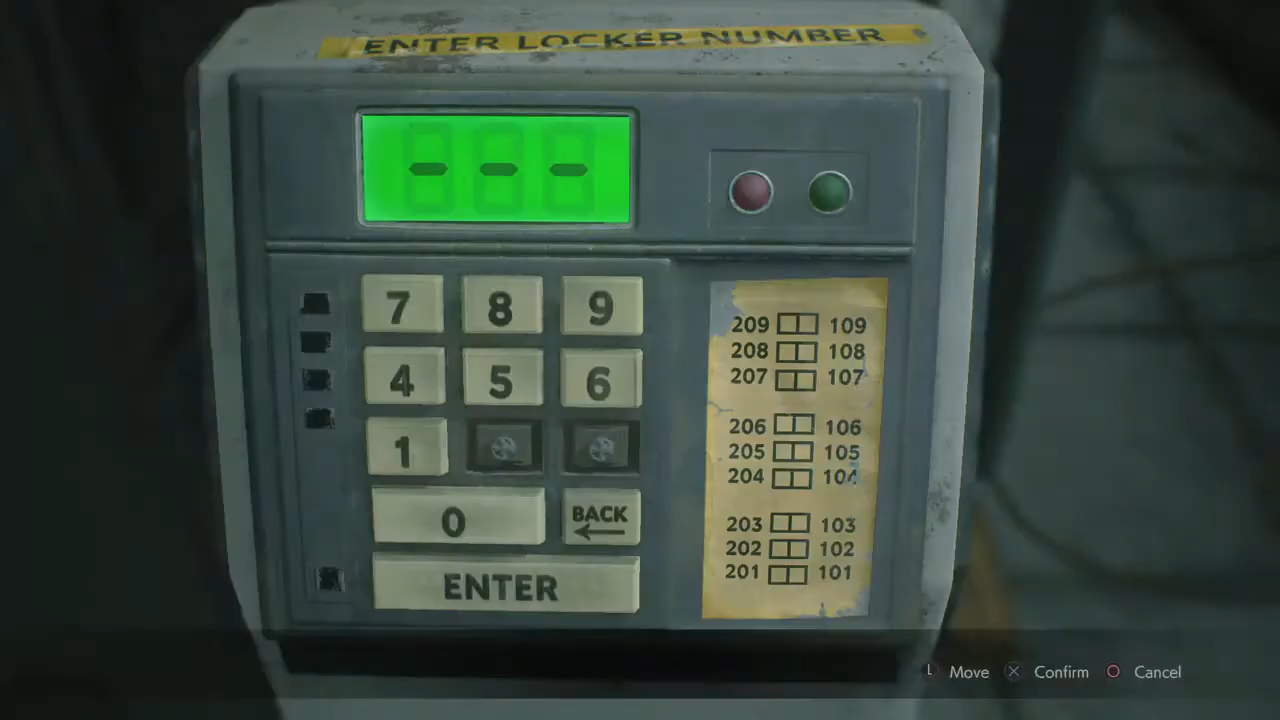 ENTER LOCKER NUMBER
- - -
7 8 9
4 5 6
1
0 BACK
ENTER
209 109
208 108
207 107
206 106
205 105
204 104
203 103
202 102
201 101
L Move X Confirm O Cancel